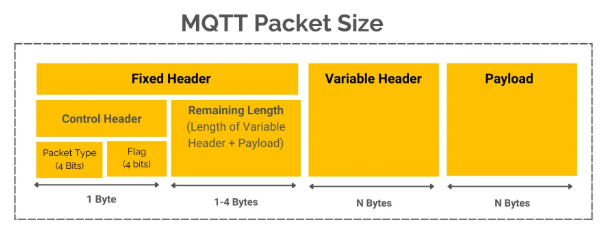 MQTT Packet Size
Fixed Header
Variable Header
Payload
Control Header
Remaining Length
(Length of Variable
Header + Payload)
Packet Type
(4 Bits)
Flag
(4 bits)
1 Byte
1-4 Bytes
N Bytes
N Bytes